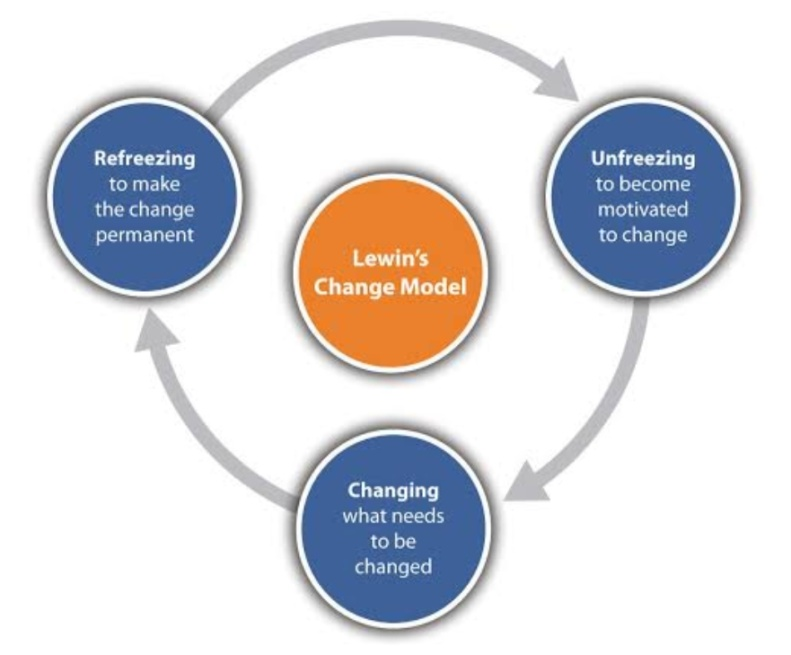 Refreezing
to make
the change
permanent
Unfreezing
to become
motivated
to change
Lewin's
Change Model
Changing
what needs
to be
changed